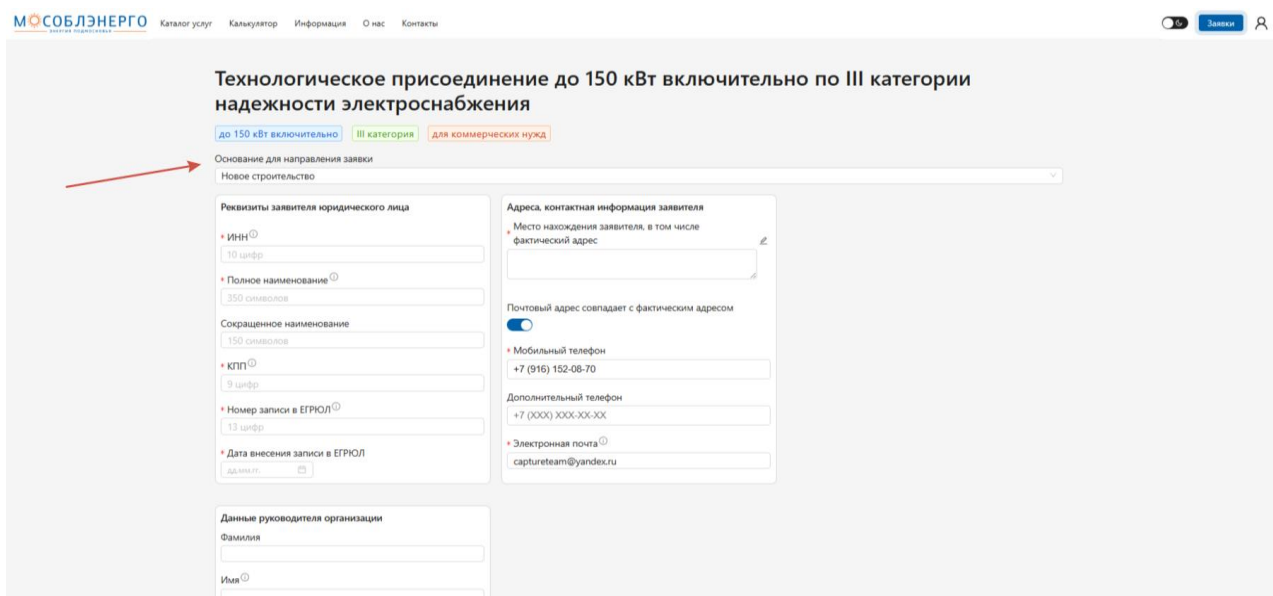 МОСОБЛЭНЕРГО
ЭНЕРГИЯ ПОДМОСКОВЬЯ
Каталог услуг Калькулятор Информация О нас Контакты
Заявки
Технологическое присоединение до 150 кВт включительно по III категории
надежности электроснабжения
до 150 кВт включительно III категория для коммерческих нужд
Основание для направления заявки
Новое строительство
Реквизиты заявителя юридического лица
* ИНН
10 цифр
* Полное наименование
350 символов
Сокращенное наименование
150 символов
* КПП
9 цифр
* Номер записи в ЕГРЮЛ
13 цифр
* Дата внесения записи в ЕГРЮЛ
дд.мм.гг.
Адреса, контактная информация заявителя
* Место нахождения заявителя, в том числе
фактический адрес
Почтовый адрес совпадает с фактическим адресом
* Мобильный телефон
+7 (916) 152-08-70
Дополнительный телефон
+7 (XXX) XXX-XX-XX
* Электронная почта
captureteam@yandex.ru
Данные руководителя организации
Фамилия
Имя